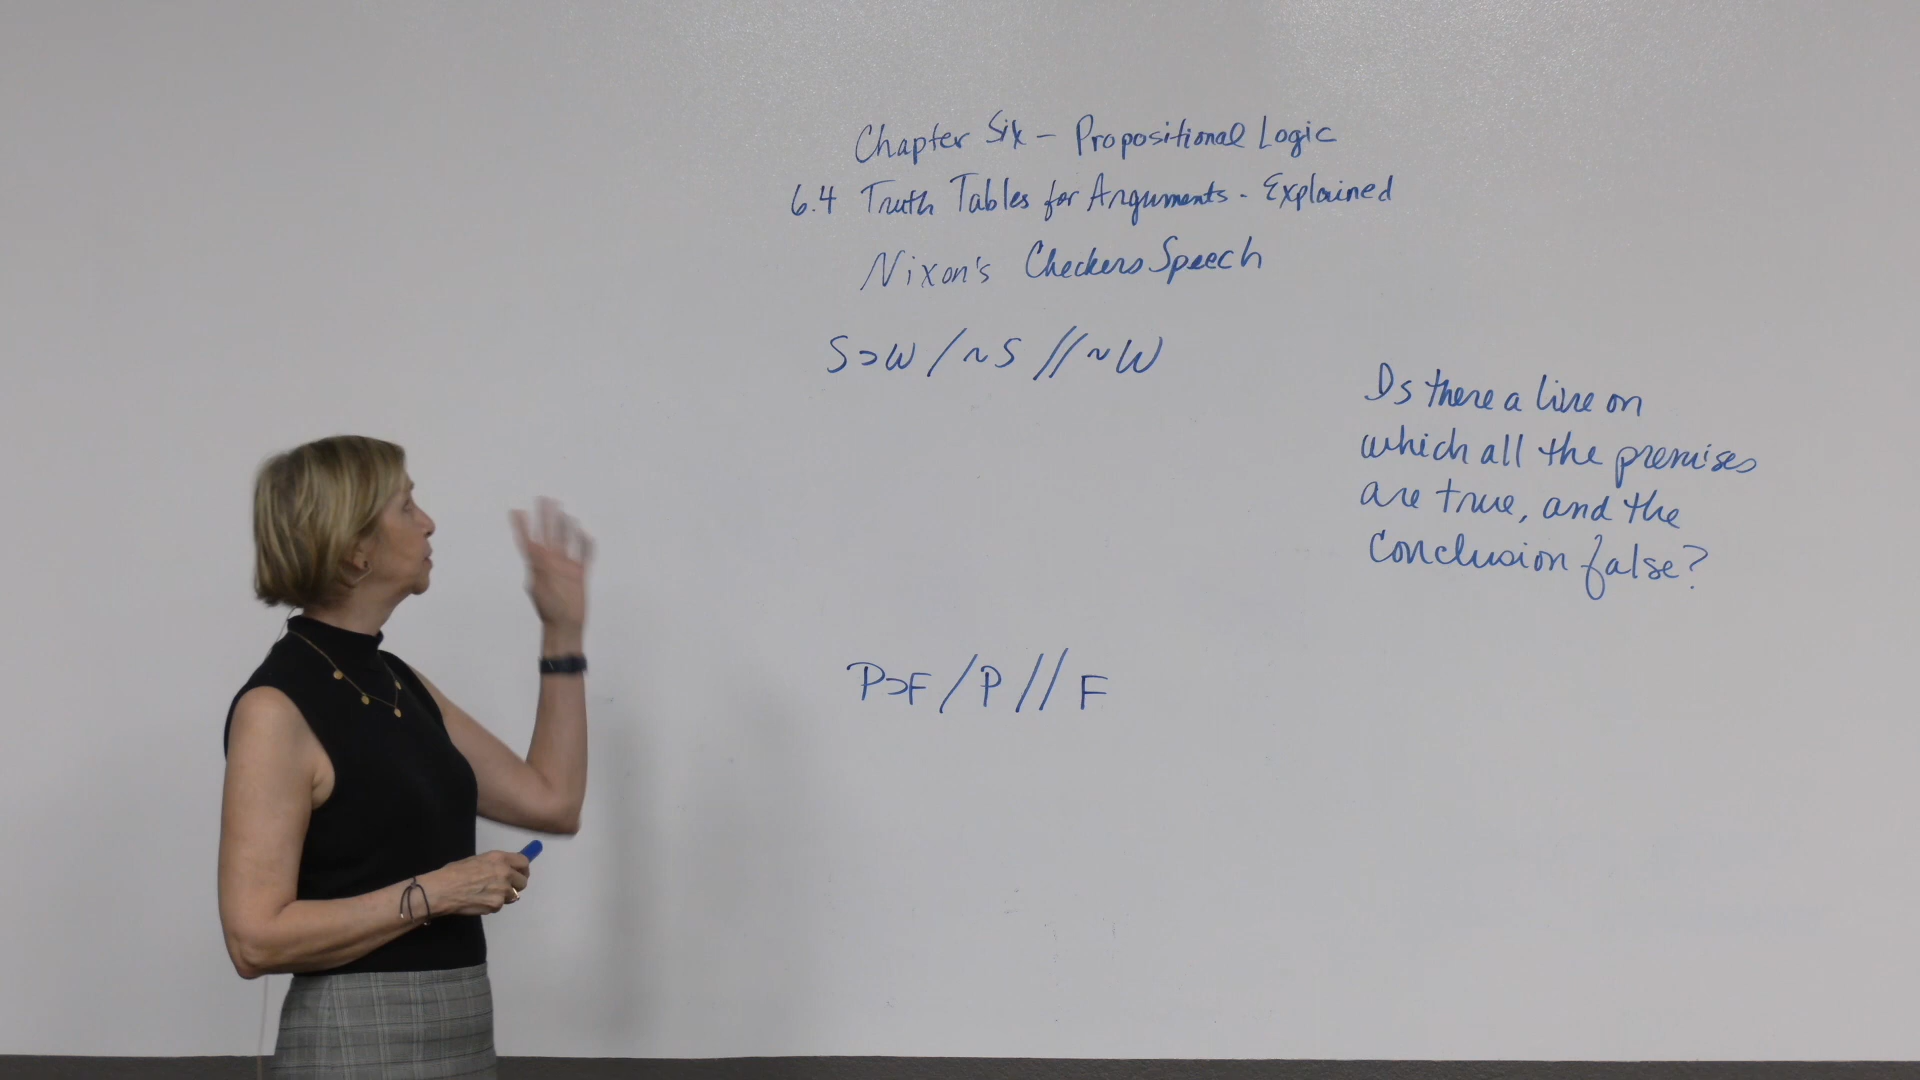 Chapter Six – Propositional Logic
6.4 Truth Tables for Arguments - Explained
Nixon's Checkers Speech
S⊃W / ~S // ~W
Is there a line on
which all the premises
are true, and the
conclusion false?
P⊃F / P // F